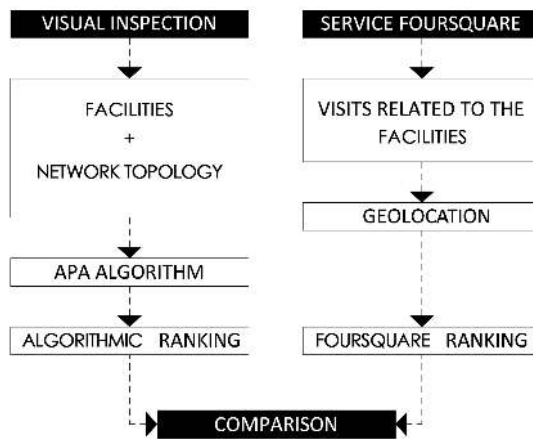 VISUAL INSPECTION
FACILITIES
+
NETWORK TOPOLOGY
APA ALGORITHM
ALGORITHMIC RANKING
SERVICE FOURSQUARE
VISITS RELATED TO THE
FACILITIES
GEOLOCATION
FOURSQUARE RANKING
COMPARISON